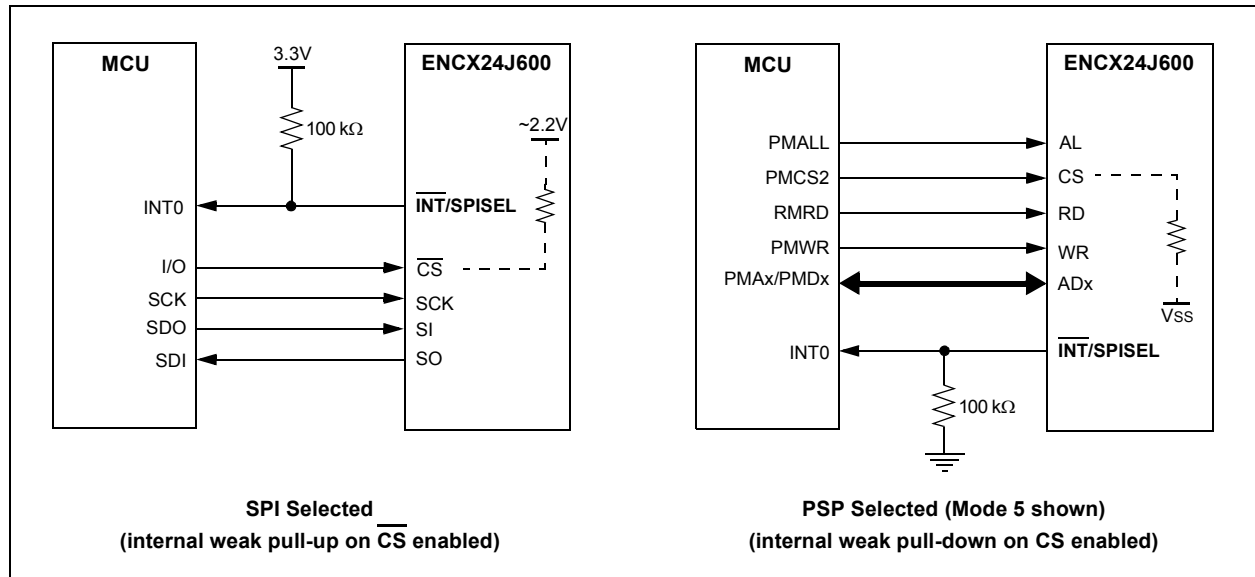 MCU
3.3V
100 kΩ
ENCX24J600
~2.2V
INT0
INT/SPISEL
I/O
CS
SCK
SCK
SDO
SI
SDI
SO
SPI Selected
(internal weak pull-up on CS enabled)
MCU
ENCX24J600
PMALL
AL
PMCS2
CS
RMRD
RD
PMWR
WR
PMAx/PMDx
ADx
VSS
INT0
INT/SPISEL
100 kΩ
PSP Selected (Mode 5 shown)
(internal weak pull-down on CS enabled)